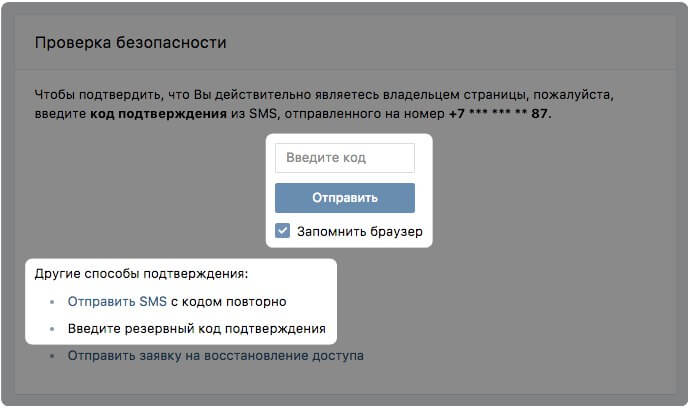 Проверка безопасности
Чтобы подтвердить, что Вы действительно являетесь владельцем страницы, пожалуйста,
введите код подтверждения из SMS, отправленного на номер +7 *** *** ** 87.
Введите код
Отправить
Запомнить браузер
Другие способы подтверждения:
• Отправить SMS с кодом повторно
• Введите резервный код подтверждения
• Отправить заявку на восстановление доступа